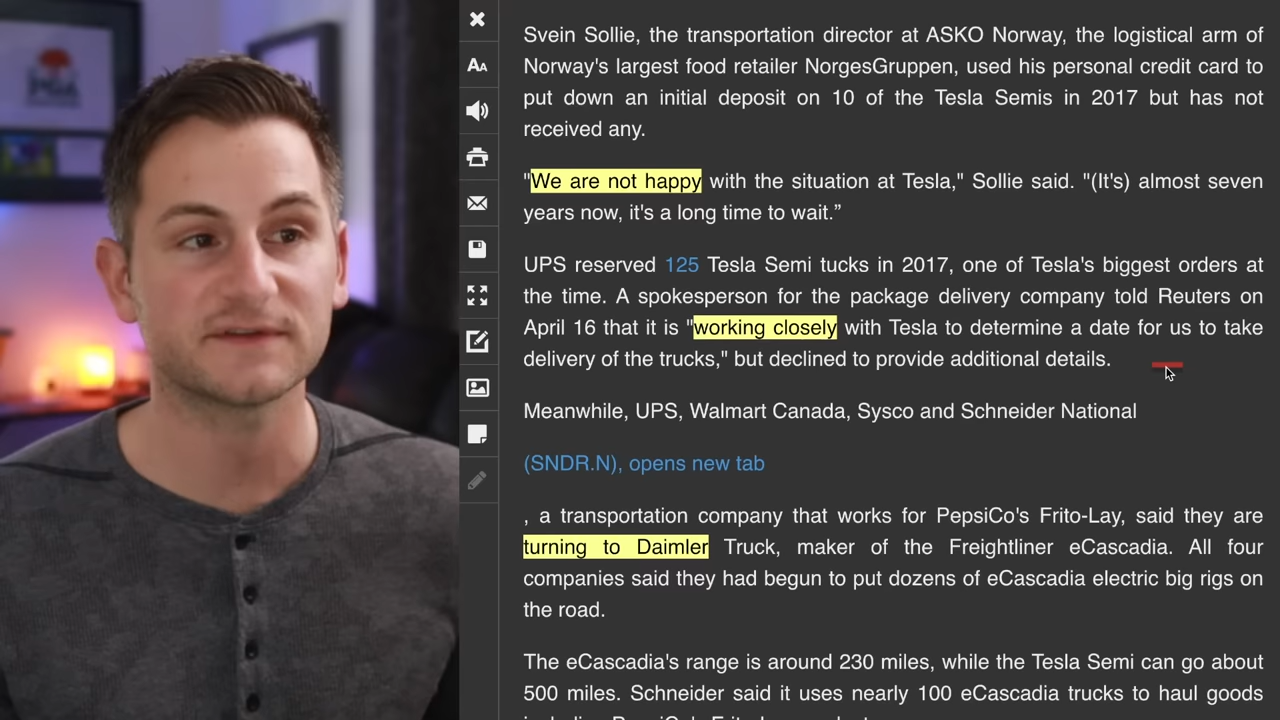 Svein Sollie, the transportation director at ASKO Norway, the logistical arm of
Norway's largest food retailer NorgesGruppen, used his personal credit card to
put down an initial deposit on 10 of the Tesla Semis in 2017 but has not
received any.
"We are not happy with the situation at Tesla," Sollie said. "(It's) almost seven
years now, it's a long time to wait.”
UPS reserved 125 Tesla Semi tucks in 2017, one of Tesla's biggest orders at
the time. A spokesperson for the package delivery company told Reuters on
April 16 that it is "working closely with Tesla to determine a date for us to take
delivery of the trucks," but declined to provide additional details.
Meanwhile, UPS, Walmart Canada, Sysco and Schneider National
(SNDR.N), opens new tab
, a transportation company that works for PepsiCo's Frito-Lay, said they are
turning to Daimler Truck, maker of the Freightliner eCascadia. All four
companies said they had begun to put dozens of eCascadia electric big rigs on
the road.
The eCascadia's range is around 230 miles, while the Tesla Semi can go about
500 miles. Schneider said it uses nearly 100 eCascadia trucks to haul goods